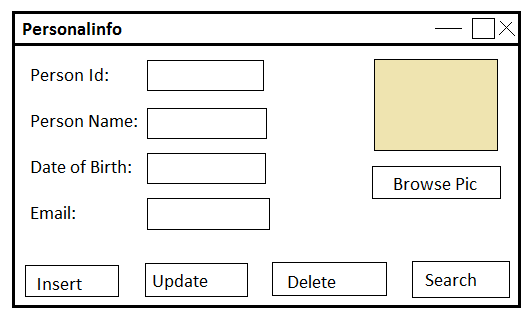 Personalinfo
Person Id:
Person Name:
Date of Birth:
Browse Pic
Email:
Insert Update Delete Search